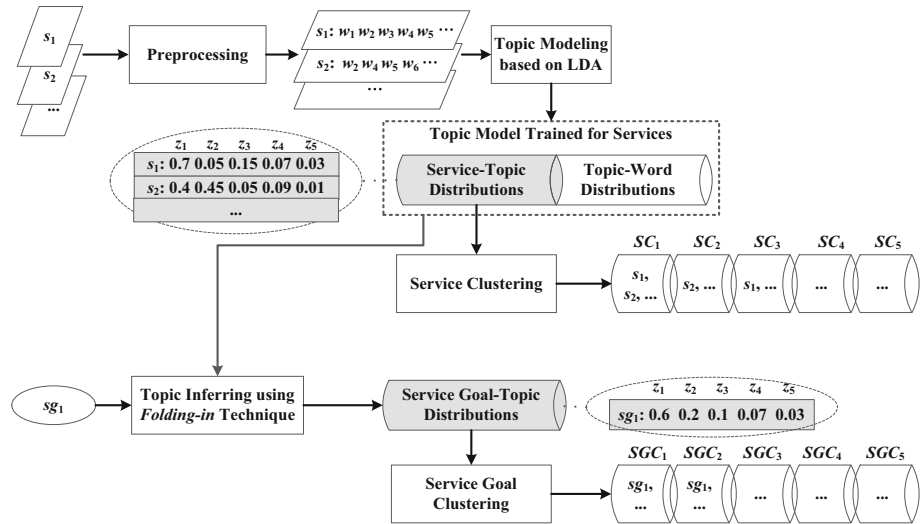 s1
s2
...
Preprocessing
s1: w1 w2 w3 w4 w5 ...
s2: w2 w4 w5 w6 ...
...
Topic Modeling
based on LDA
Topic Model Trained for Services
Service-Topic
Distributions
Topic-Word
Distributions
z1 z2 z3 z4 z5
s1: 0.7 0.05 0.15 0.07 0.03
s2: 0.4 0.45 0.05 0.09 0.01
...
Service Clustering
SC1 SC2 SC3 SC4 SC5
s1,
s2, ...
s2, ...
s1, ...
...
...
sg1
Topic Inferring using
Folding-in Technique
Service Goal-Topic
Distributions
z1 z2 z3 z4 z5
sg1: 0.6 0.2 0.1 0.07 0.03
Service Goal
Clustering
SGC1 SGC2 SGC3 SGC4 SGC5
sg1,
...
sg1,
...
...
...
...